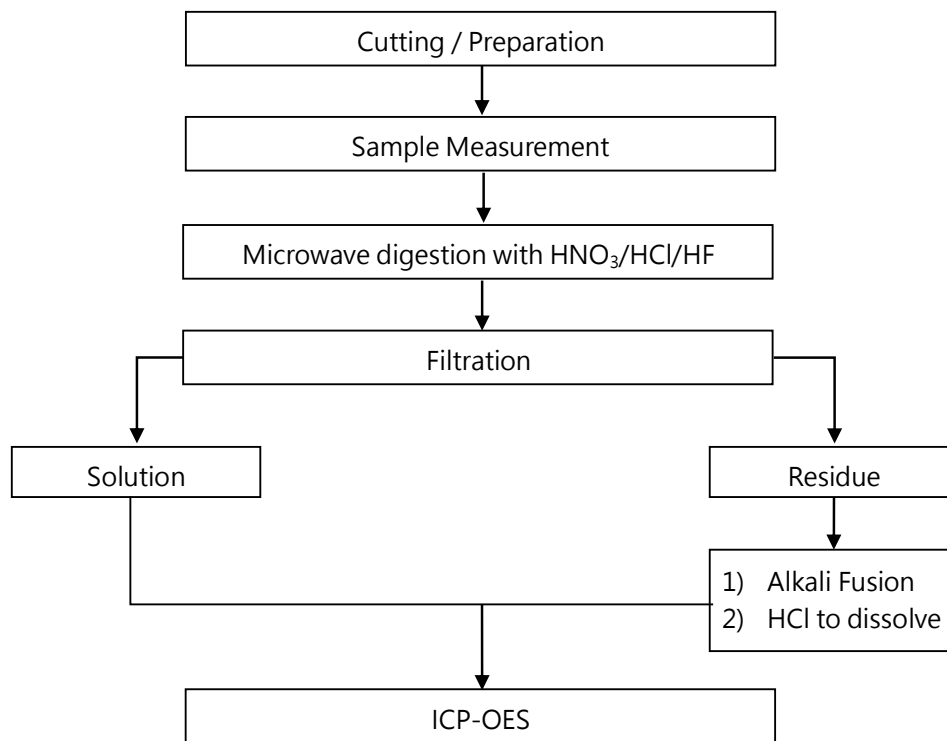 Cutting / Preparation
Sample Measurement
Microwave digestion with HNO₃/HCl/HF
Filtration
Solution
Residue
1) Alkali Fusion
2) HCl to dissolve
ICP-OES